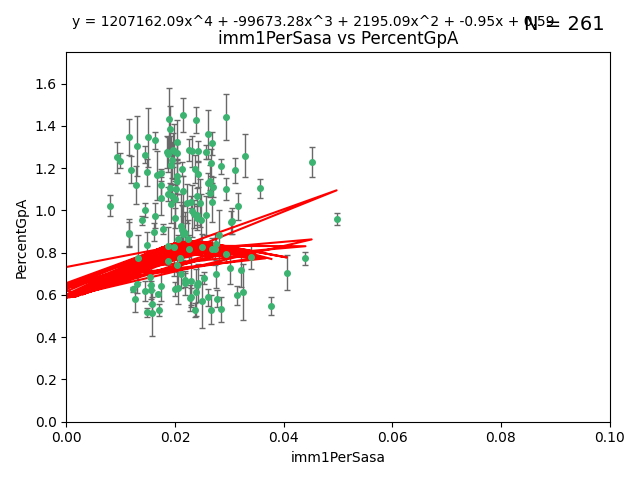 y = 1207162.09x^4 + -99673.28x^3 + 2195.09x^2 + -0.95x + 0.59
N = 261
imm1PerSasa vs PercentGpA
PercentGpA
1.6
1.4
1.2
1.0
0.8
0.6
0.4
0.2
0.0
0.00 0.02 0.04 0.06 0.08 0.10
imm1PerSasa